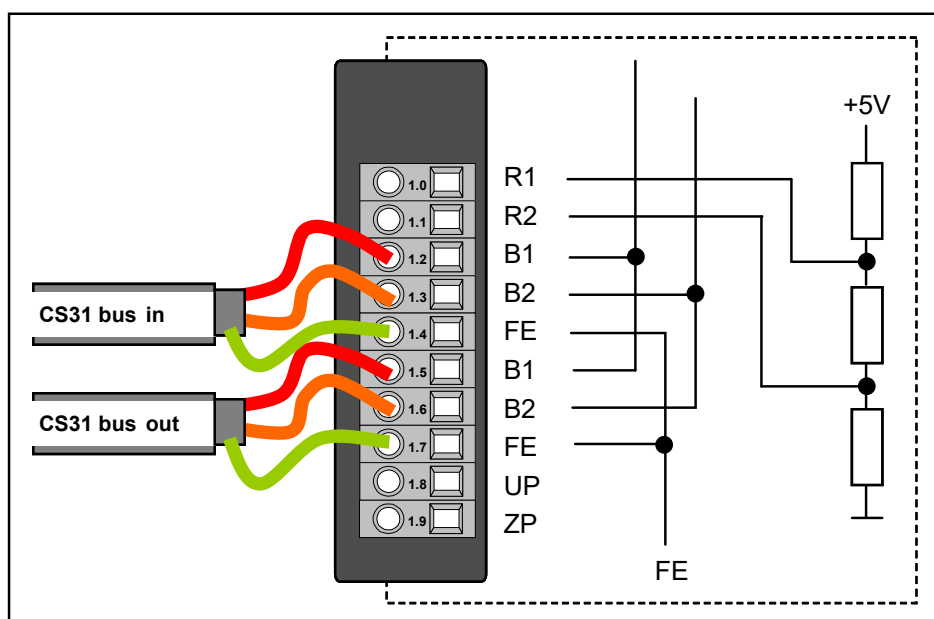 +5V
1.0 R1
1.1 R2
1.2 B1
1.3 B2
CS31 bus in
1.4 FE
1.5 B1
1.6 B2
CS31 bus out
1.7 FE
1.8 UP
1.9 ZP
FE